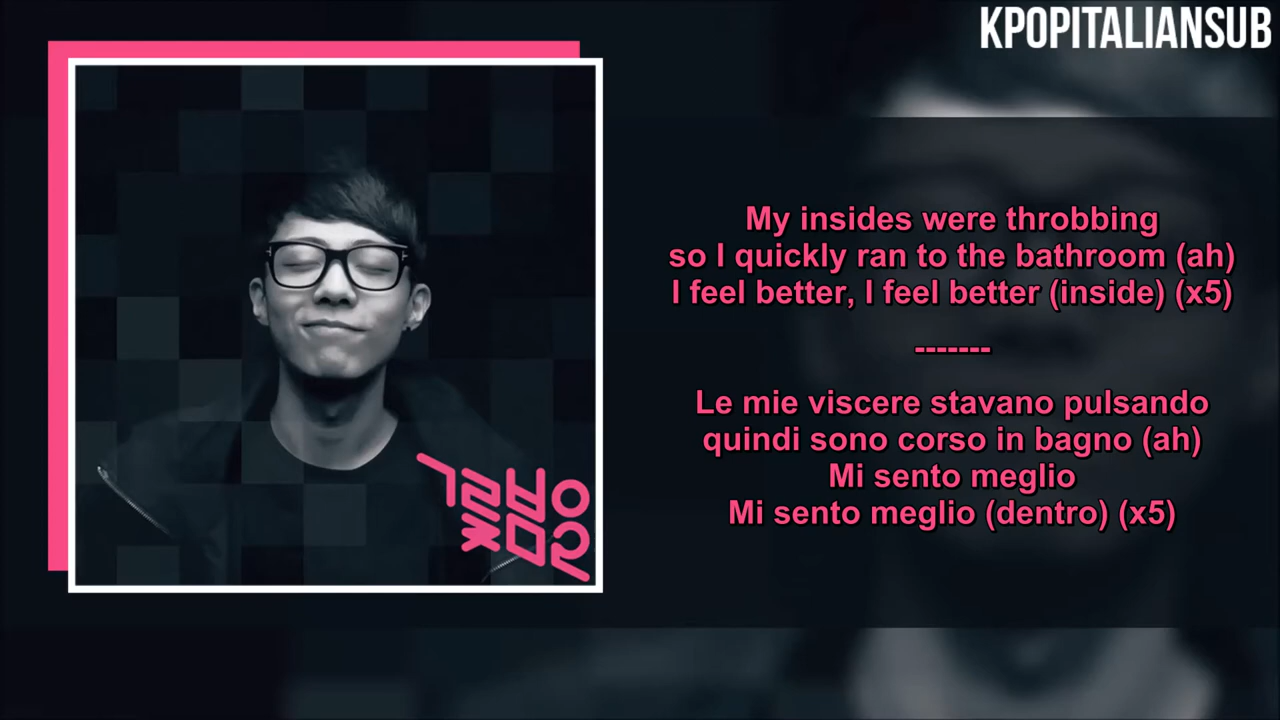 KPOPITALIANSUB
My insides were throbbing
so I quickly ran to the bathroom (ah)
I feel better, I feel better (inside) (x5)
-------
Le mie viscere stavano pulsando
quindi sono corso in bagno (ah)
Mi sento meglio
Mi sento meglio (dentro) (x5)